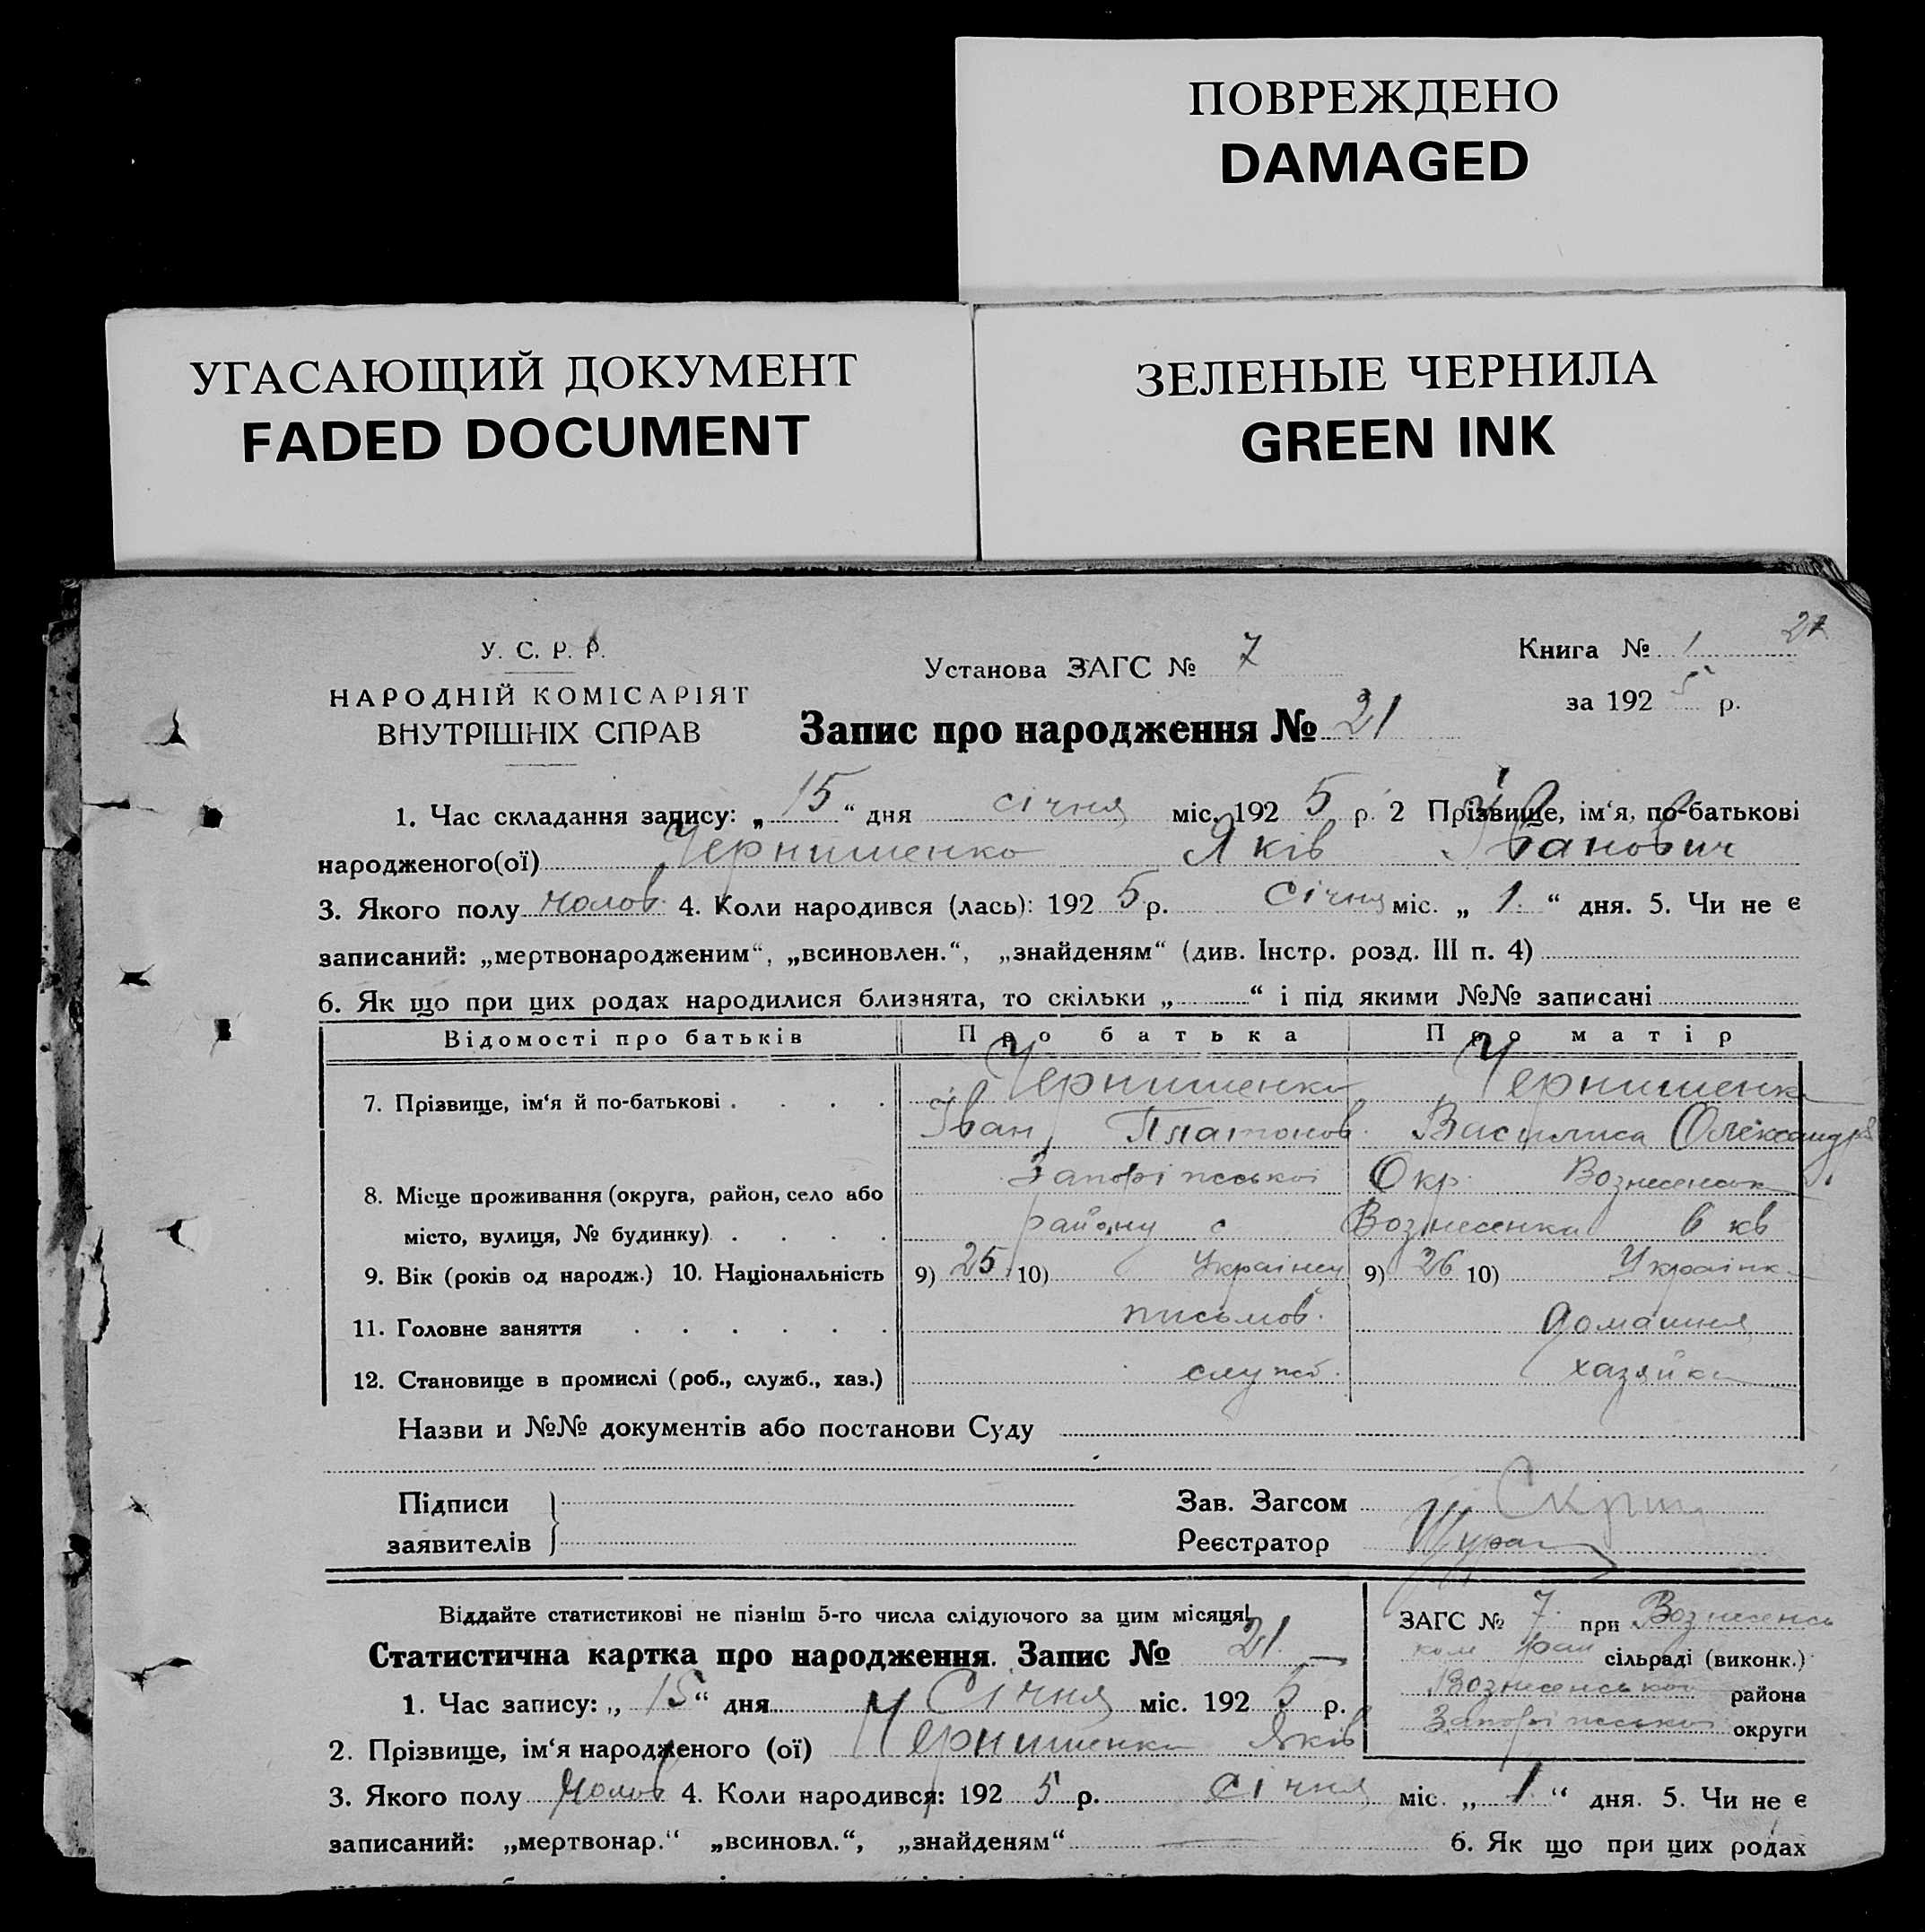 ПОВРЕЖДЕНО
DAMAGED
УГАСАЮЩИЙ ДОКУМЕНТ
FADED DOCUMENT
ЗЕЛЕНЫЕ ЧЕРНИЛА
GREEN INK
У. С. Р. Р.
НАРОДНІЙ КОМІСАРІЯТ
ВНУТРІШНІХ СПРАВ
Установа ЗАГС № 7
Книга № 1
за 1925 р.
Запис про народження № 21
1. Час складання запису: „15“ дня січня міс. 1925 р. 2 Прізвище, ім‘я, по-батькові
народженого(ої) Чернишенко Яків Іванович
3. Якого полу чолов. 4. Коли народився (лась): 1925 р. Січня міс. „1“ дня. 5. Чи не є
записаний: „мертвонародженим“, „всиновлен.“, „знайденям“ (див. Інстр. розд. III п. 4)
6. Як що при цих родах народилися близнята, то скільки „ “ і під якими №№ записані
Відомості про батьків Про батька Про матір
7. Прізвище, ім‘я й по-батькові Чернишенко Чернишенко
Іван Платонов. Василиса Олександр
8. Місце проживання (округа, район, село або Запоріжської Окр. Вознесенськ
місто, вулиця, № будинку) району с Вознесенка в кв
9. Вік (років од народж.) 10. Національність 9) 25 10) Українец 9) 26 10) Українк
11. Головне заняття письмов. домашня
12. Становище в промислі (роб., служб., хаз.) служб. хазяйка
Назви и №№ документів або постанови Суду
Підписи
заявителів
Зав. Загсом
Реєстратор
Віддайте статистикові не пізніш 5-го числа слідуючого за цим місяця!
Статистична картка про народження. Запис № 21.
ЗАГС № 7 при Вознесенсь
ком рай сільраді (виконк.)
Вознесенської района
Запоріжської округи
1. Час запису: „15“ дня Січня міс. 1925 р.
2. Прізвище, ім‘я народженого (ої) Чернишенко Яків
3. Якого полу Чолов 4. Коли народився: 1925 р. Січня міс. „1“ дня. 5. Чи не є
записаний: „мертвонар.“ „всиновл.“, „знайденям“ 6. Як що при цих родах